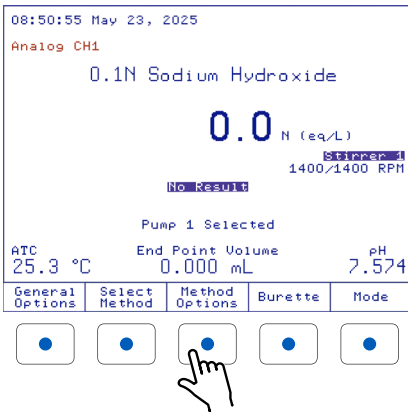 08:50:55 May 23, 2025
Analog CH1
0.1N Sodium Hydroxide
0.0 N (eq/L)
Stirrer 1
1400/1400 RPM
No Result
Pump 1 Selected
ATC End Point Volume pH
25.3 °C 0.000 mL 7.574
General Select Method Burette Mode
Options Method Options